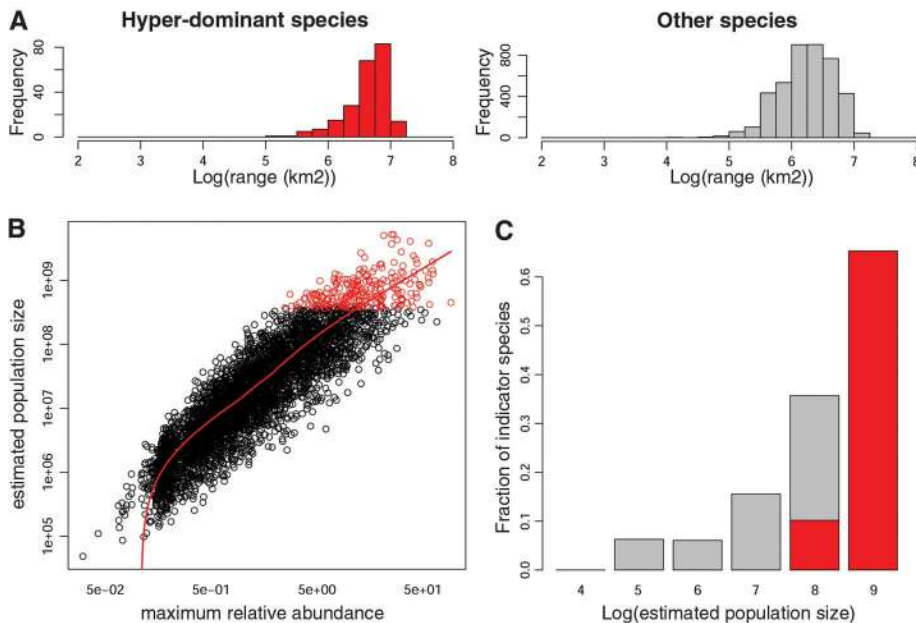 A
Hyper-dominant species
Other species
Frequency
0 40 80
2 3 4 5 6 7 8
Log(range (km2))
Frequency
0 400 800
2 3 4 5 6 7 8
Log(range (km2))
B
estimated population size
1e+05 1e+06 1e+07 1e+08 1e+09
5e-02 5e-01 5e+00 5e+01
maximum relative abundance
C
Fraction of indicator species
0.0 0.1 0.2 0.3 0.4 0.5 0.6
4 5 6 7 8 9
Log(estimated population size)